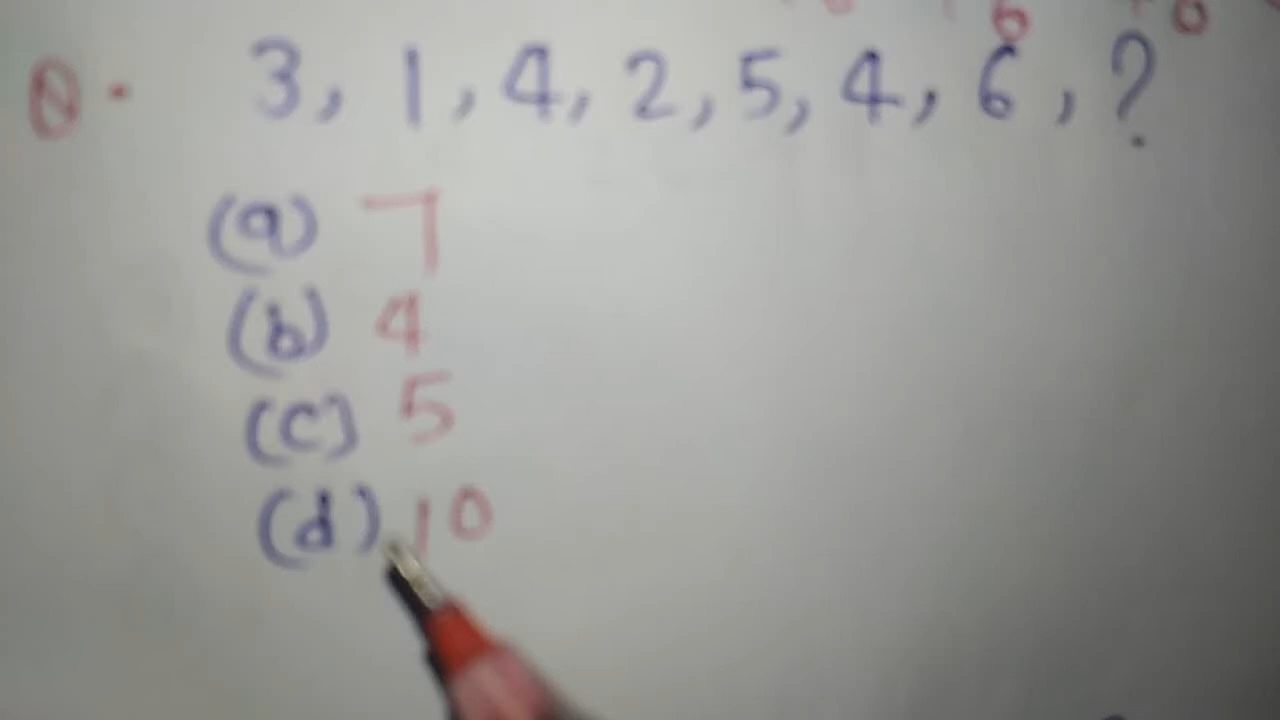 Q. 3, 1, 4, 2, 5, 4, 6, ?
(a) 7
(b) 4
(c) 5
(d) 10